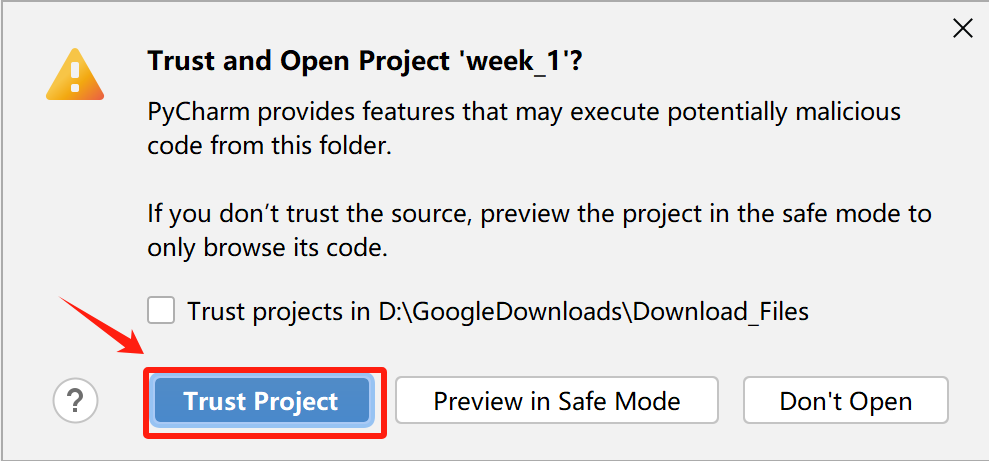 Trust and Open Project 'week_1'?
PyCharm provides features that may execute potentially malicious
code from this folder.
If you don’t trust the source, preview the project in the safe mode to
only browse its code.
Trust projects in D:\GoogleDownloads\Download_Files
? Trust Project Preview in Safe Mode Don't Open